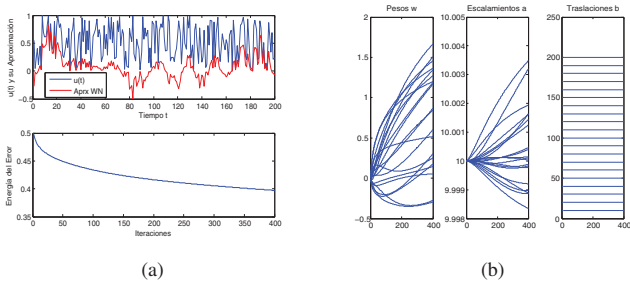 u(t) y su Aproximación
1
0.5
0
−0.5
u(t)
Aprx WN
0 20 40 60 80 100 120 140 160 180 200
Tiempo t
Energía del Error
0.5
0.45
0.4
0.35
0 50 100 150 200 250 300 350 400
Iteraciones
(a)
Pesos w
2
1.5
1
0.5
0
−0.5
0 200 400
Escalamientos a
10.005
10.004
10.003
10.002
10.001
10
9.999
9.998
0 200 400
Traslaciones b
250
200
150
100
50
0
0 200 400
(b)